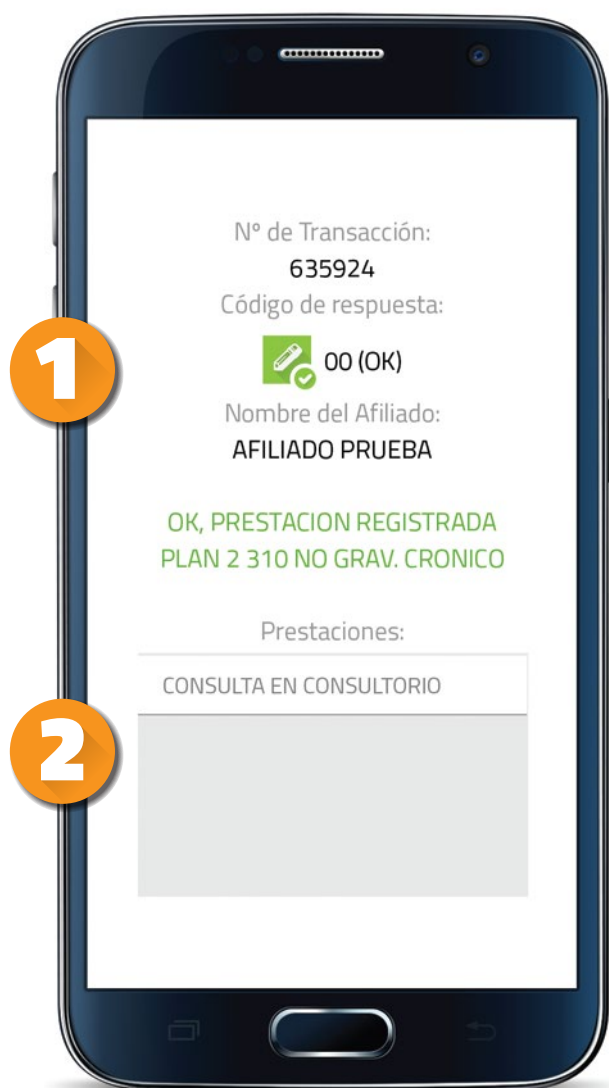 Nº de Transacción:
635924
Código de respuesta:
1
00 (OK)
Nombre del Afiliado:
AFILIADO PRUEBA
OK, PRESTACION REGISTRADA
PLAN 2 310 NO GRAV. CRONICO
Prestaciones:
CONSULTA EN CONSULTORIO
2